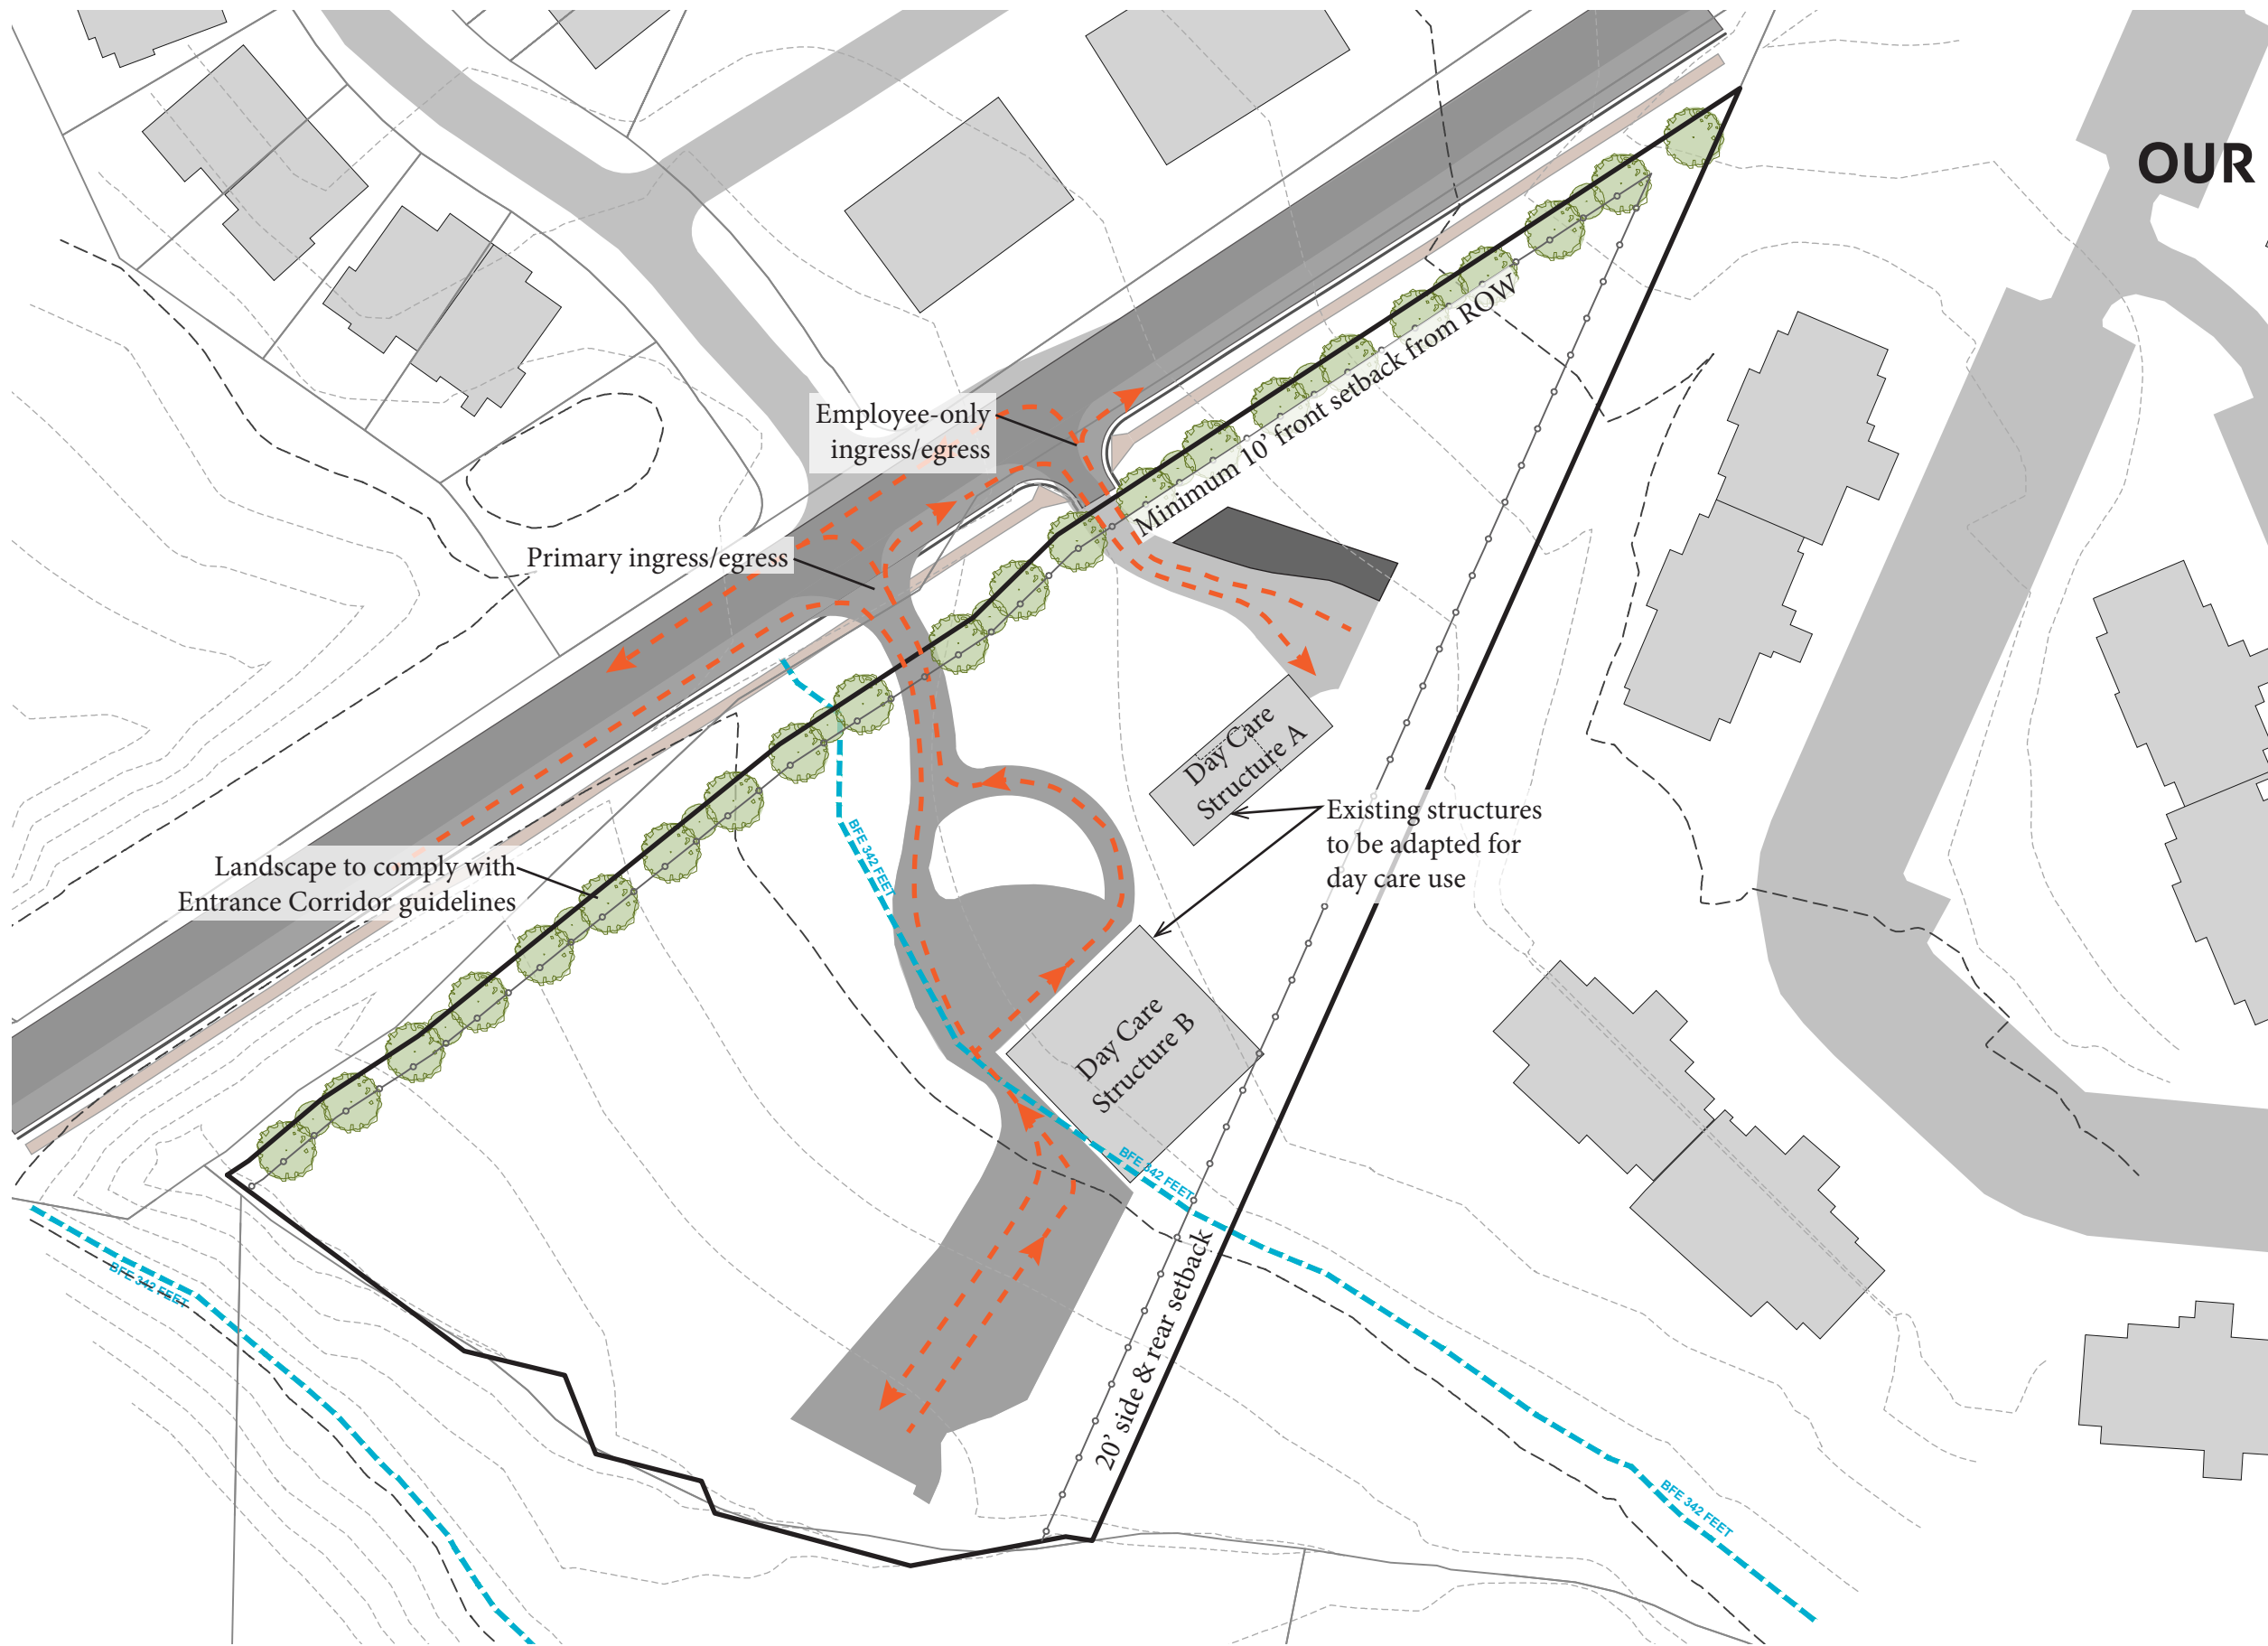 OUR
Employee-only
ingress/egress
Minimum 10’ front setback from ROW
Primary ingress/egress
Day Care
Structure A
Existing structures
to be adapted for
day care use
BFE 342 FEET
Landscape to comply with
Entrance Corridor guidelines
Day Care
Structure B
BFE 342 FEET
20’ side & rear setback
BFE 342 FEET
BFE 342 FEET